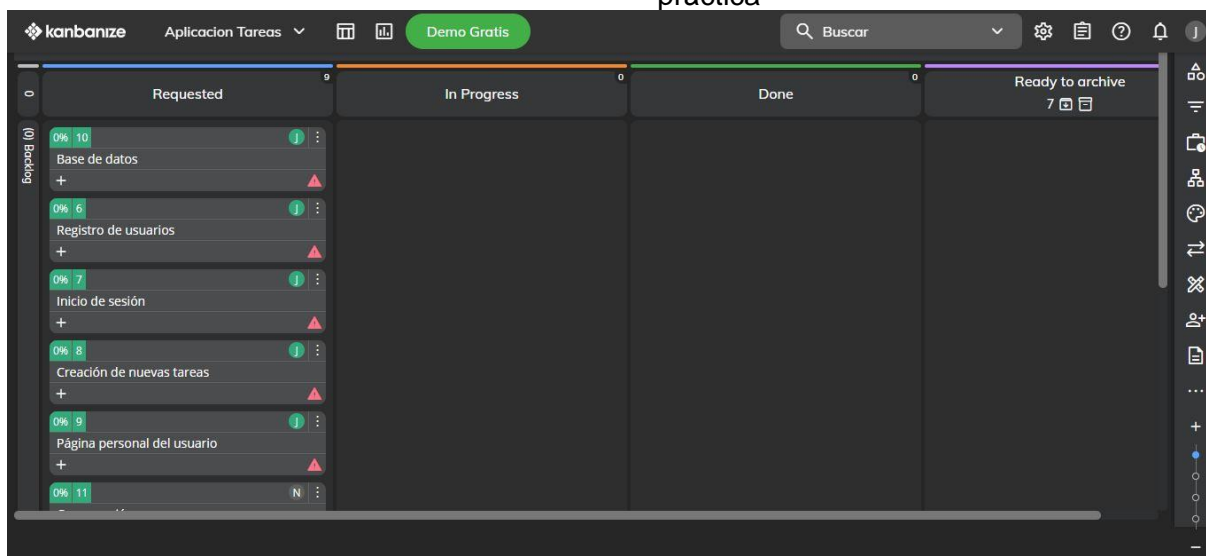 práctica
kanbanize Aplicacion Tareas Demo Gratis Buscar J
0 Requested 9 In Progress 0 Done 0 Ready to archive
7
(0) Backlog
0% 10 J
Base de datos
+
0% 6 J
Registro de usuarios
+
0% 7 J
Inicio de sesión
+
0% 8 J
Creación de nuevas tareas
+
0% 9 J
Página personal del usuario
+
0% 11 N